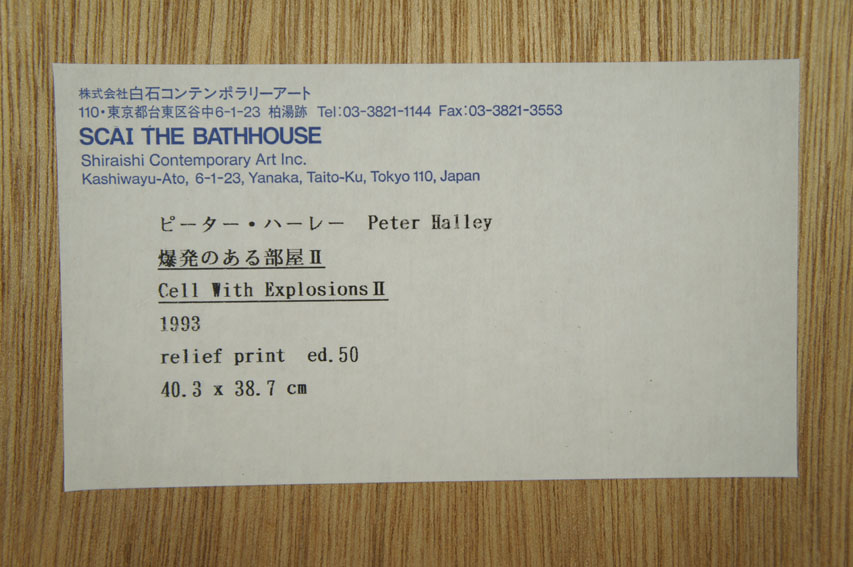 株式会社白石コンテンポラリーアート
110・東京都台東区谷中6-1-23 柏湯跡 Tel:03-3821-1144 Fax:03-3821-3553
SCAI THE BATHHOUSE
Shiraishi Contemporary Art Inc.
Kashiwayu-Ato, 6-1-23, Yanaka, Taito-Ku, Tokyo 110, Japan
ピーター・ハーレー Peter Halley
爆発のある部屋Ⅱ
Cell With ExplosionsⅡ
1993
relief print ed.50
40.3 x 38.7 cm